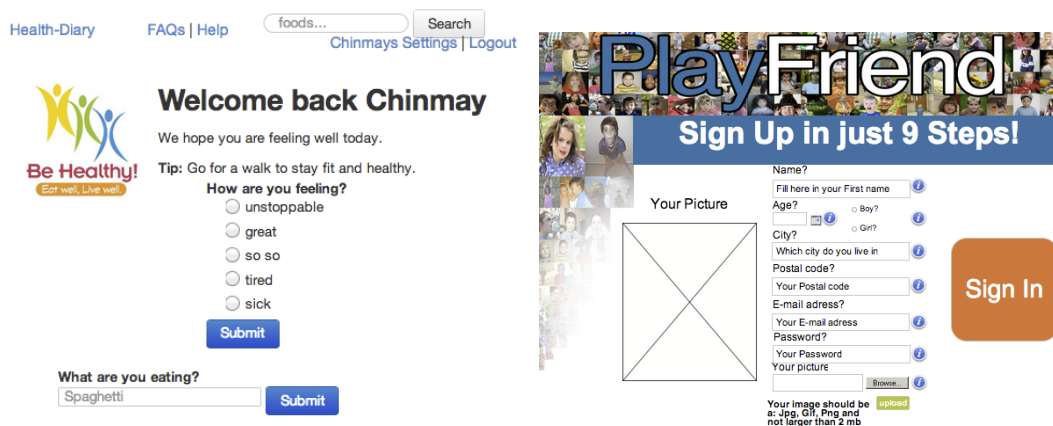 Health-Diary
FAQs | Help
foods...
Search
Chinmays Settings | Logout
Be Healthy!
Eat well, Live well.
Welcome back Chinmay
We hope you are feeling well today.
Tip: Go for a walk to stay fit and healthy.
How are you feeling?
unstoppable
great
so so
tired
sick
Submit
What are you eating?
Spaghetti
Submit
PlayFriend
Sign Up in just 9 Steps!
Your Picture
Name?
Fill here in your First name
Age?
Boy?
Girl?
City?
Which city do you live in
Postal code?
Your Postal code
E-mail adress?
Your E-mail adress
Password?
Your Password
Your picture
Browse...
Your image should be
a: Jpg, Gif, Png and
not larger than 2 mb
upload
Sign In